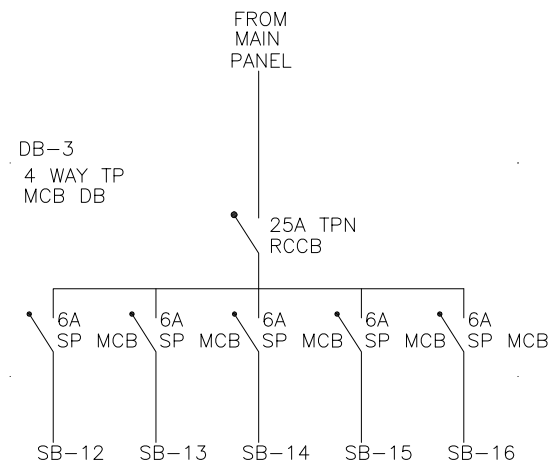 FROM
MAIN
PANEL
DB-3
4 WAY TP
MCB DB
25A TPN
RCCB
6A 6A 6A 6A 6A
SP MCB SP MCB SP MCB SP MCB SP MCB
SB-12 SB-13 SB-14 SB-15 SB-16